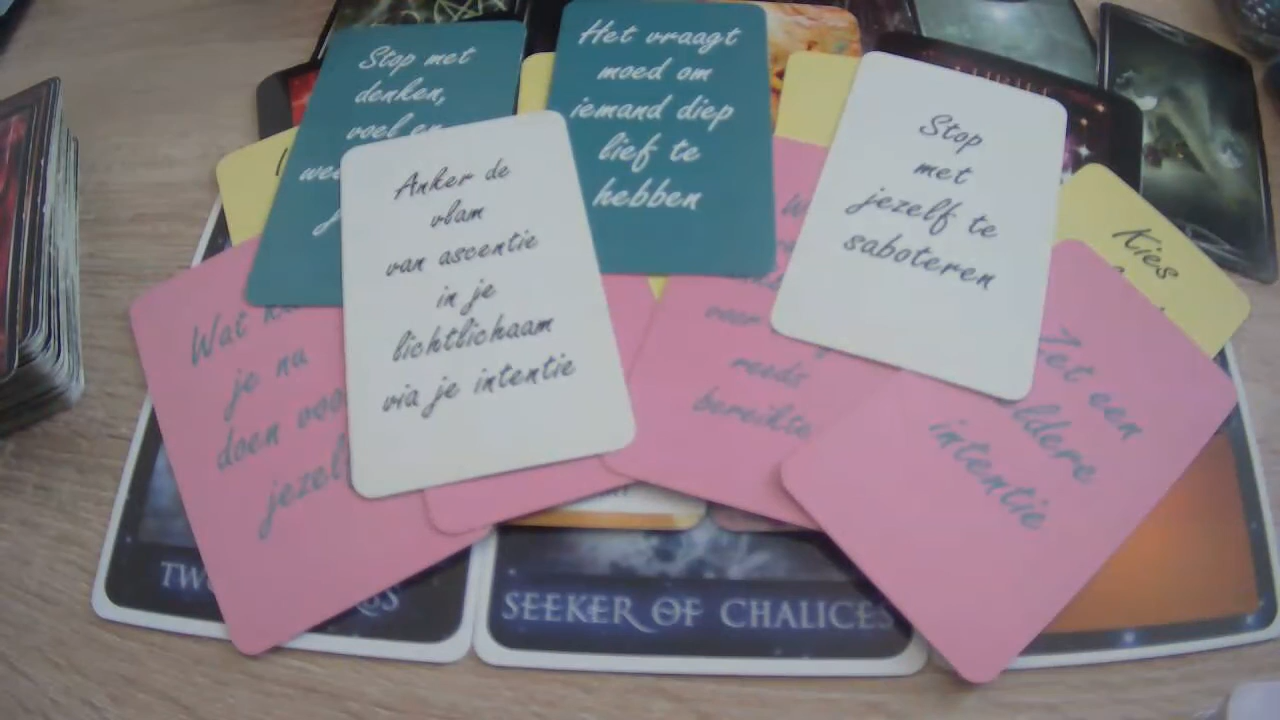 Stop met
denken,
voel en
Het vraagt
moed om
iemand diep
lief te
hebben
Anker de
vlam
van ascentie
in je
lichtlichaam
via je intentie
Stop
met
jezelf te
saboteren
Kies
Wat
je nu
doen voo
jezel
reeds
bereikte
Zet een
intentie
SEEKER OF CHALICES